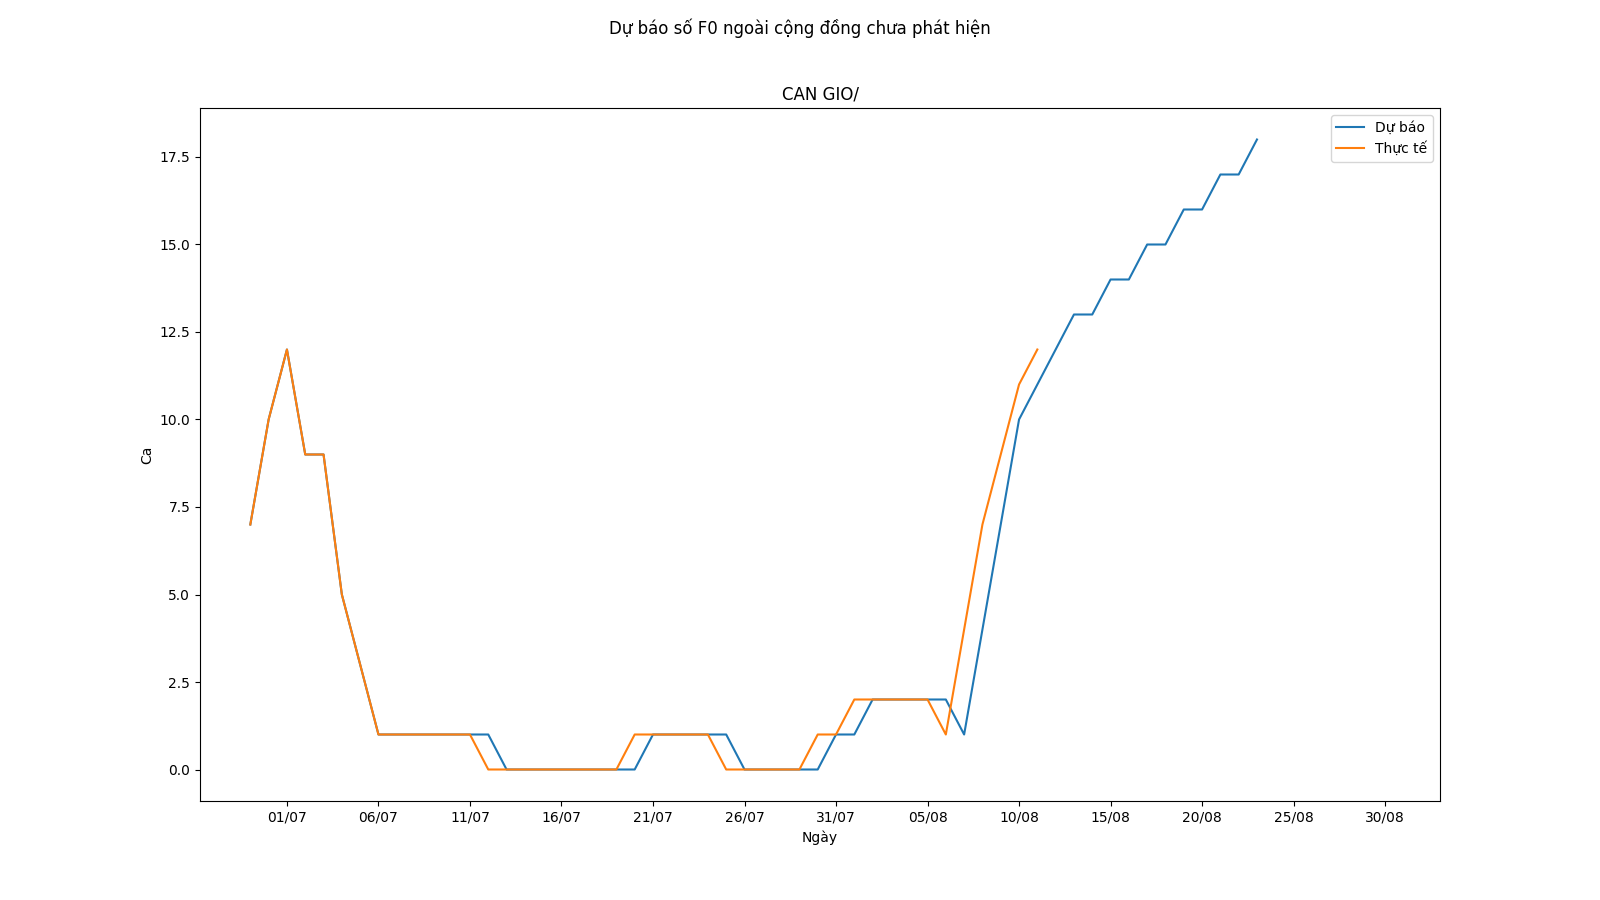 Dự báo số F0 ngoài cộng đồng chưa phát hiện
CAN GIO/
Dự báo
Thực tế
17.5
15.0
12.5
10.0
7.5
5.0
2.5
0.0
Ca
01/07 06/07 11/07 16/07 21/07 26/07 31/07 05/08 10/08 15/08 20/08 25/08 30/08
Ngày